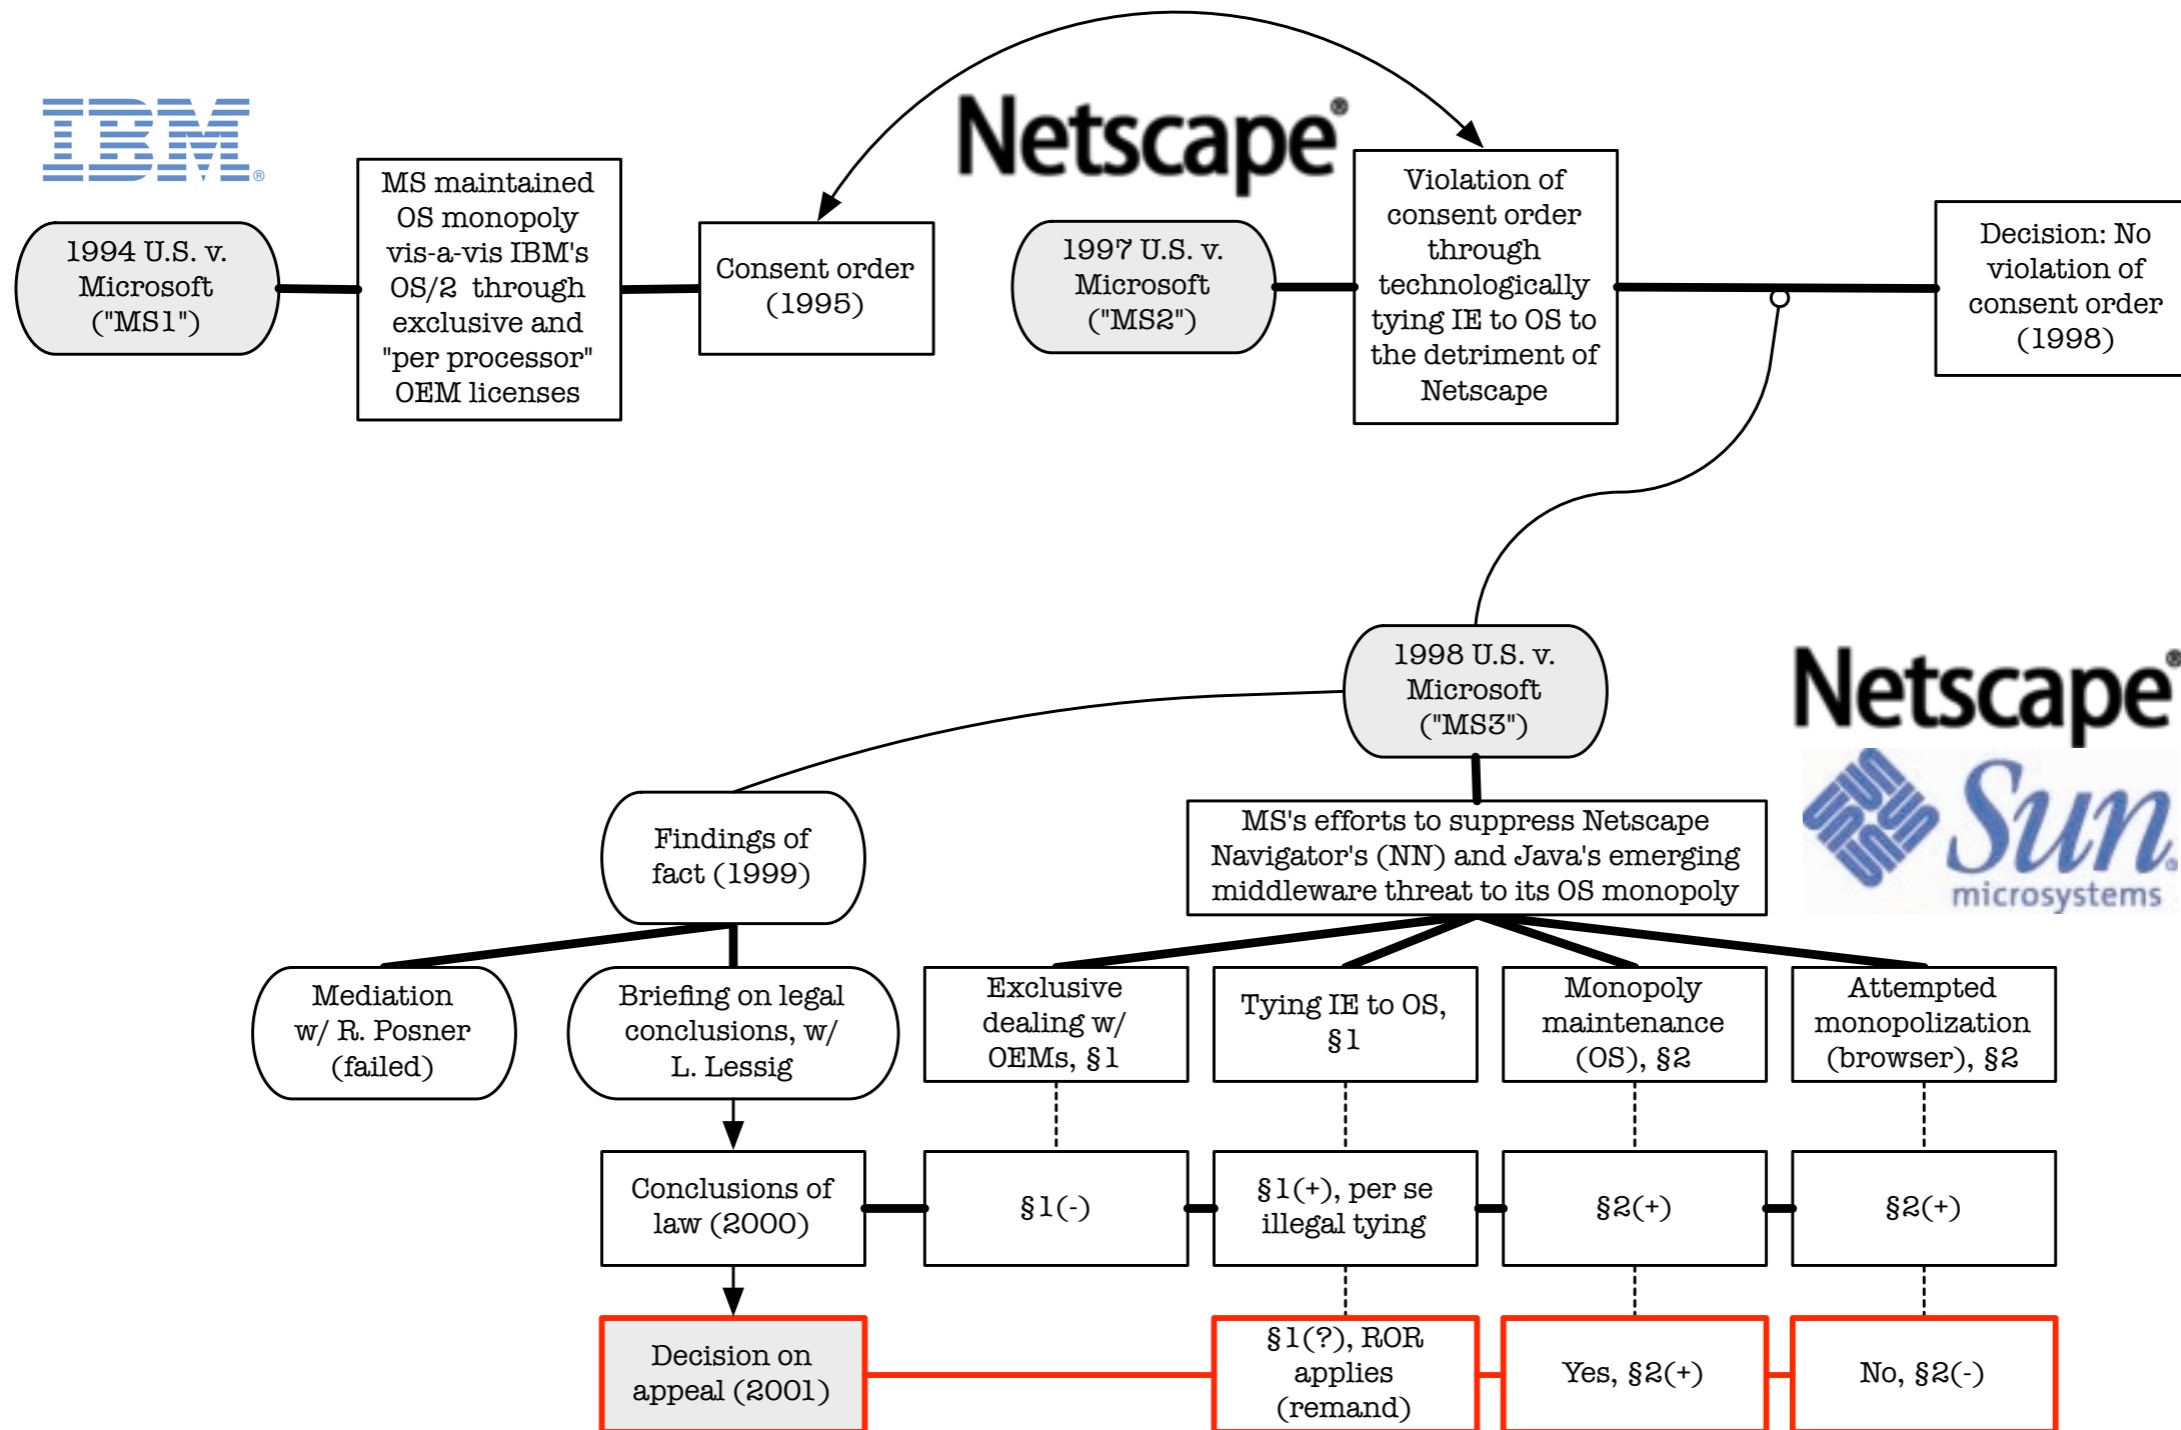 IBM®
1994 U.S. v.
Microsoft
("MS1")
MS maintained
OS monopoly
vis-a-vis IBM's
OS/2 through
exclusive and
"per processor"
OEM licenses
Consent order
(1995)
Netscape®
1997 U.S. v.
Microsoft
("MS2")
Violation of
consent order
through
technologically
tying IE to OS to
the detriment of
Netscape
Decision: No
violation of
consent order
(1998)
1998 U.S. v.
Microsoft
("MS3")
Netscape®
Sun
microsystems
Findings of
fact (1999)
MS's efforts to suppress Netscape
Navigator's (NN) and Java's emerging
middleware threat to its OS monopoly
Mediation
w/ R. Posner
(failed)
Briefing on legal
conclusions, w/
L. Lessig
Exclusive
dealing w/
OEMs, §1
Tying IE to OS,
§1
Monopoly
maintenance
(OS), §2
Attempted
monopolization
(browser), §2
Conclusions of
law (2000)
§1(-)
§1(+), per se
illegal tying
§2(+)
§2(+)
Decision on
appeal (2001)
§1(?), ROR
applies
(remand)
Yes, §2(+)
No, §2(-)